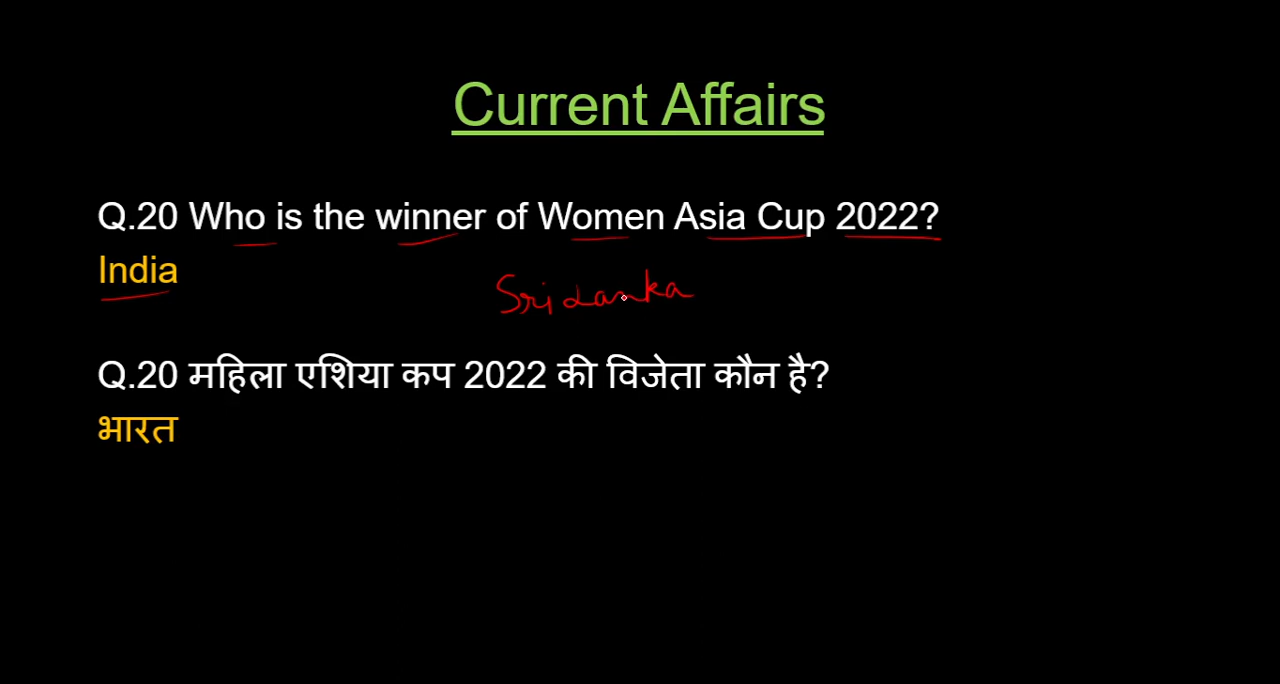 Current Affairs
Q.20 Who is the winner of Women Asia Cup 2022?
India
Sri Lanka
Q.20 महिला एशिया कप 2022 की विजेता कौन है?
भारत